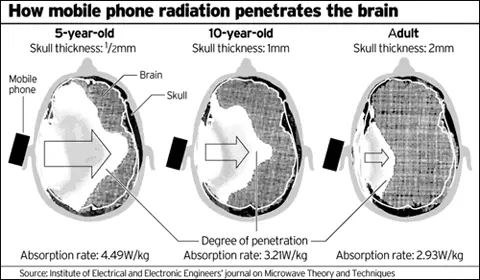 How mobile phone radiation penetrates the brain
5-year-old
Skull thickness: 1/2mm
10-year-old
Skull thickness: 1mm
Adult
Skull thickness: 2mm
Mobile
phone
Brain
Skull
Degree of penetration
Absorption rate: 4.49W/kg
Absorption rate: 3.21W/kg
Absorption rate: 2.93W/kg
Source: Institute of Electrical and Electronic Engineers' journal on Microwave Theory and Techniques